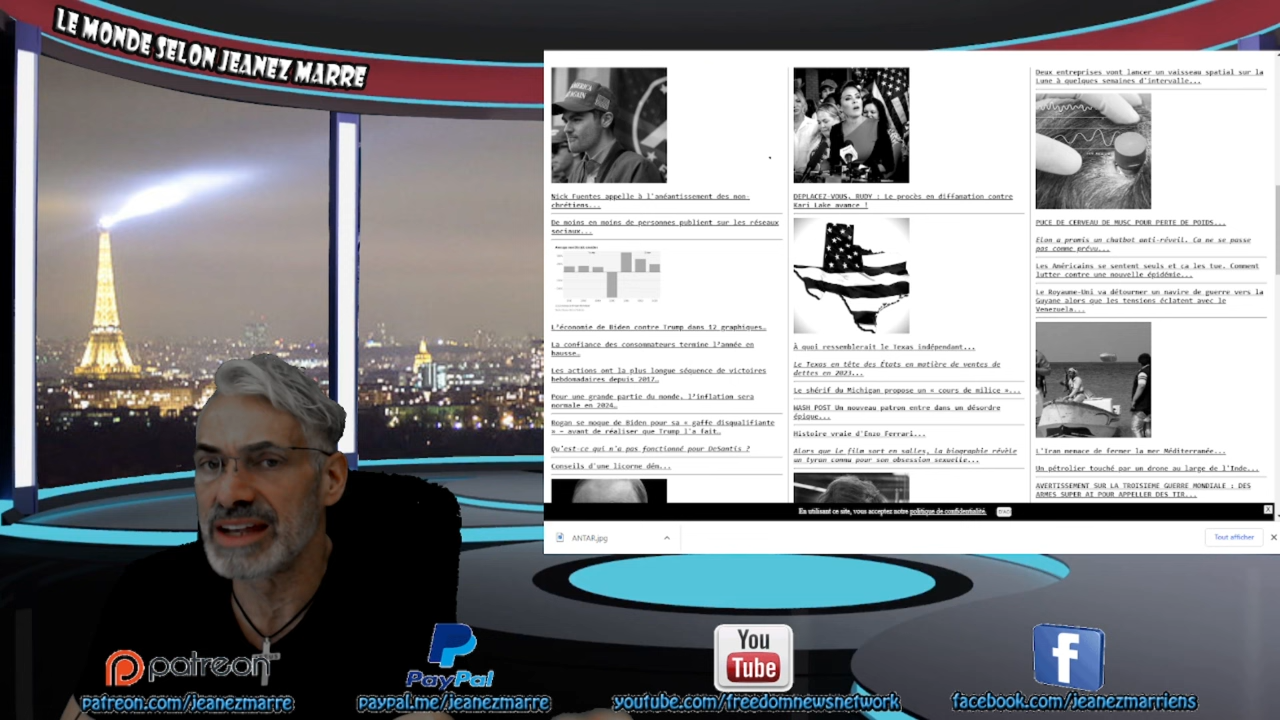 LE MONDE SELON JEANEZ MARRE
Nick Fuentes appelle à l'anéantissement des non-
chrétiens...
De moins en moins de personnes publient sur les réseaux
sociaux...
L'économie de Biden contre Trump dans 12 graphiques..
La confiance des consommateurs termine l'année en
hausse..
Les actions ont la plus longue séquence de victoires
hebdomadaires depuis 2017..
Pour une grande partie du monde, l'inflation sera
normale en 2024..
Rogan se moque de Biden pour sa « gaffe disqualifiante
» – avant de réaliser que Trump l'a fait..
Qu'est-ce qui n'a pas fonctionné pour DeSantis ?
Conseils d'une licorne dém...
DEPLACEZ-VOUS, RUDY : Le procès en diffamation contre
Kari Lake avance !
À quoi ressemblerait le Texas indépendant...
Le Texas en tête des États en matière de ventes de
dettes en 2023...
Le shérif du Michigan propose un « cours de milice »...
WASH POST Un nouveau patron entre dans un désordre
épique...
Histoire vraie d'Enzo Ferrari...
Alors que le film sort en salles, la biographie révèle
un tyran connu pour son obsession sexuelle...
Deux entreprises vont lancer un vaisseau spatial sur la
Lune à quelques semaines d'intervalle...
PUCE DE CERVEAU DE MUSC POUR PERTE DE POIDS...
Elon a promis un chatbot anti-réveil. Ca ne se passe
pas comme prévu...
Les Américains se sentent seuls et ca les tue. Comment
lutter contre une nouvelle épidémie...
Le Royaume-Uni va détourner un navire de guerre vers la
Guyane alors que les tensions éclatent avec le
Venezuela...
L'Iran menace de fermer la mer Méditerranée...
Un pétrolier touché par un drone au large de l'Inde...
AVERTISSEMENT SUR LA TROISIEME GUERRE MONDIALE : DES
ARMES SUPER AI POUR APPELLER DES TIR...
En utilisant ce site, vous acceptez notre politique de confidentialité.
X
ANTAR.jpg
Tout afficher
patreon
PayPal
You
Tube
f
patreon.com/jeanezmarre
paypal.me/jeanezmarre
youtube.com/freedomnewsnetwork
facebook.com/jeanezmarriens